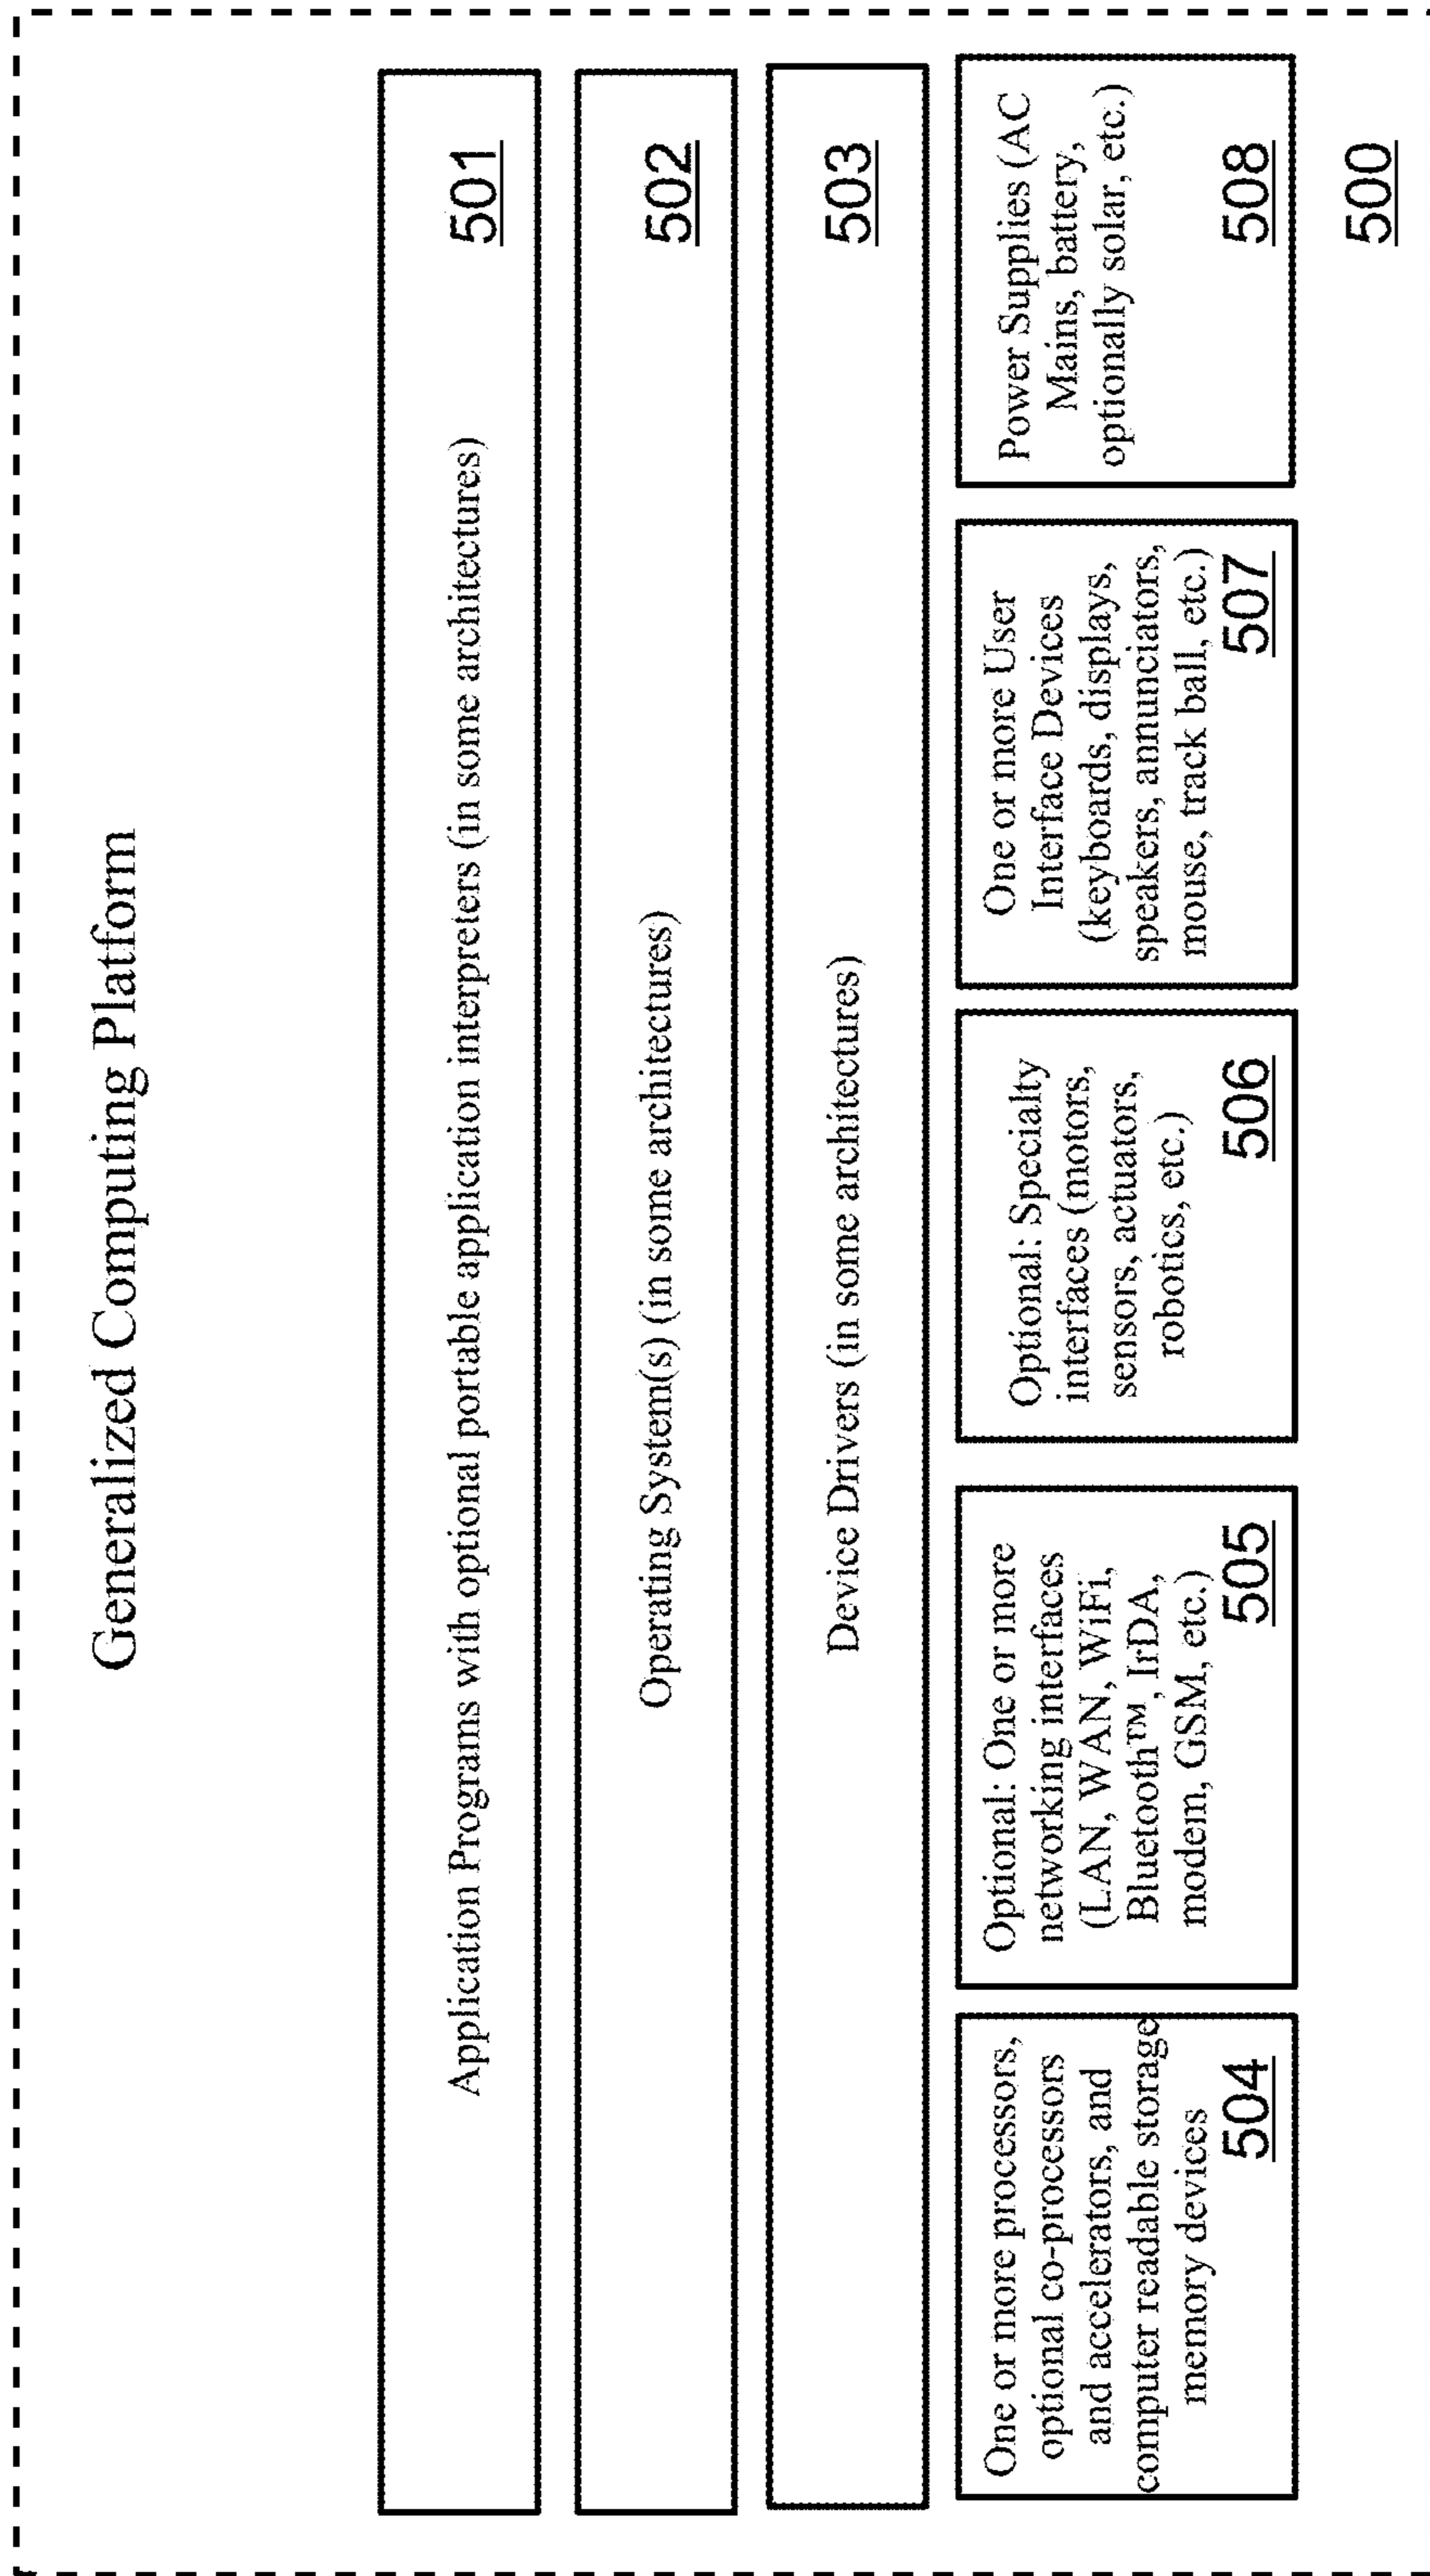 Generalized Computing Platform
Application Programs with optional portable application interpreters (in some architectures)
501
Operating System(s) (in some architectures)
502
Device Drivers (in some architectures)
503
One or more processors,
optional co-processors
and accelerators, and
computer readable storage
memory devices
504
Optional: One or more
networking interfaces
(LAN, WAN, WiFi,
Bluetooth™, IrDA,
modem, GSM, etc.)
505
Optional: Specialty
interfaces (motors,
sensors, actuators,
robotics, etc.)
506
One or more User
Interface Devices
(keyboards, displays,
speakers, annunciators,
mouse, track ball, etc.)
507
Power Supplies (AC
Mains, battery,
optionally solar, etc.)
508
500